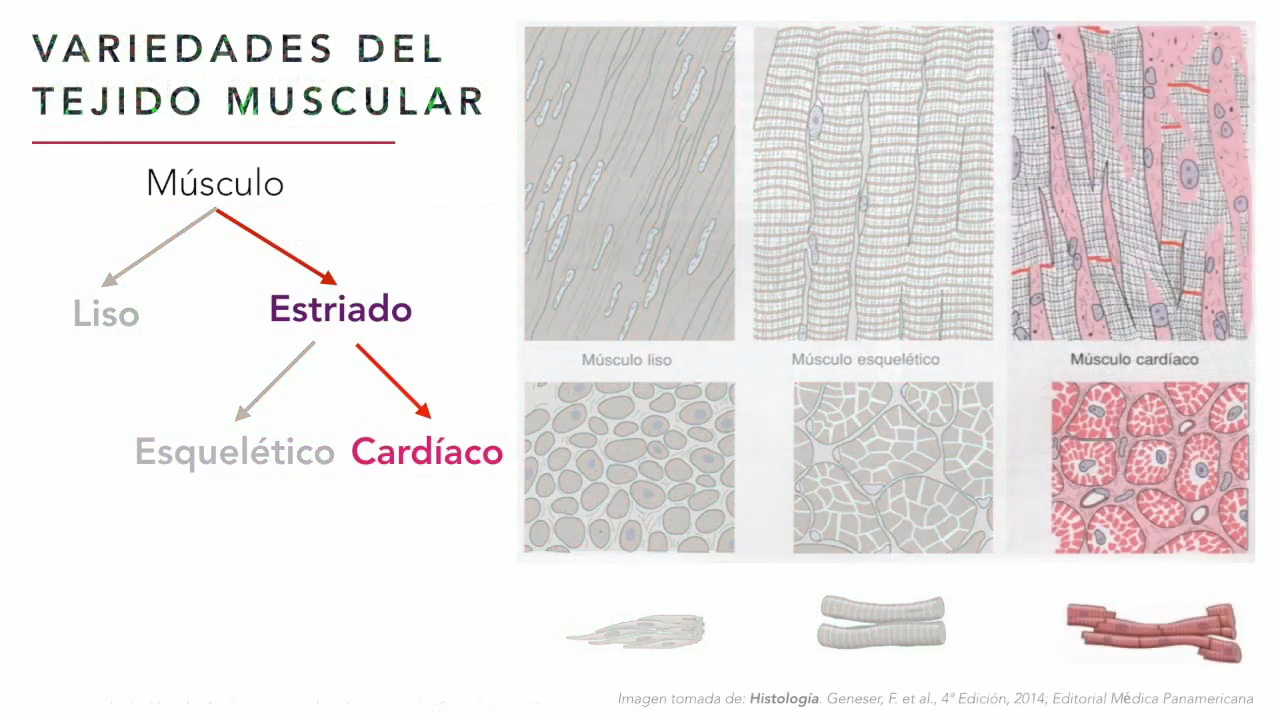 VARIEDADES DEL
TEJIDO MUSCULAR
Músculo
Liso
Estriado
Esquelético
Cardíaco
Músculo liso
Músculo esquelético
Músculo cardíaco
Imagen tomada de: Histología. Geneser, F. et al., 4ª Edición, 2014; Editorial Médica Panamericana